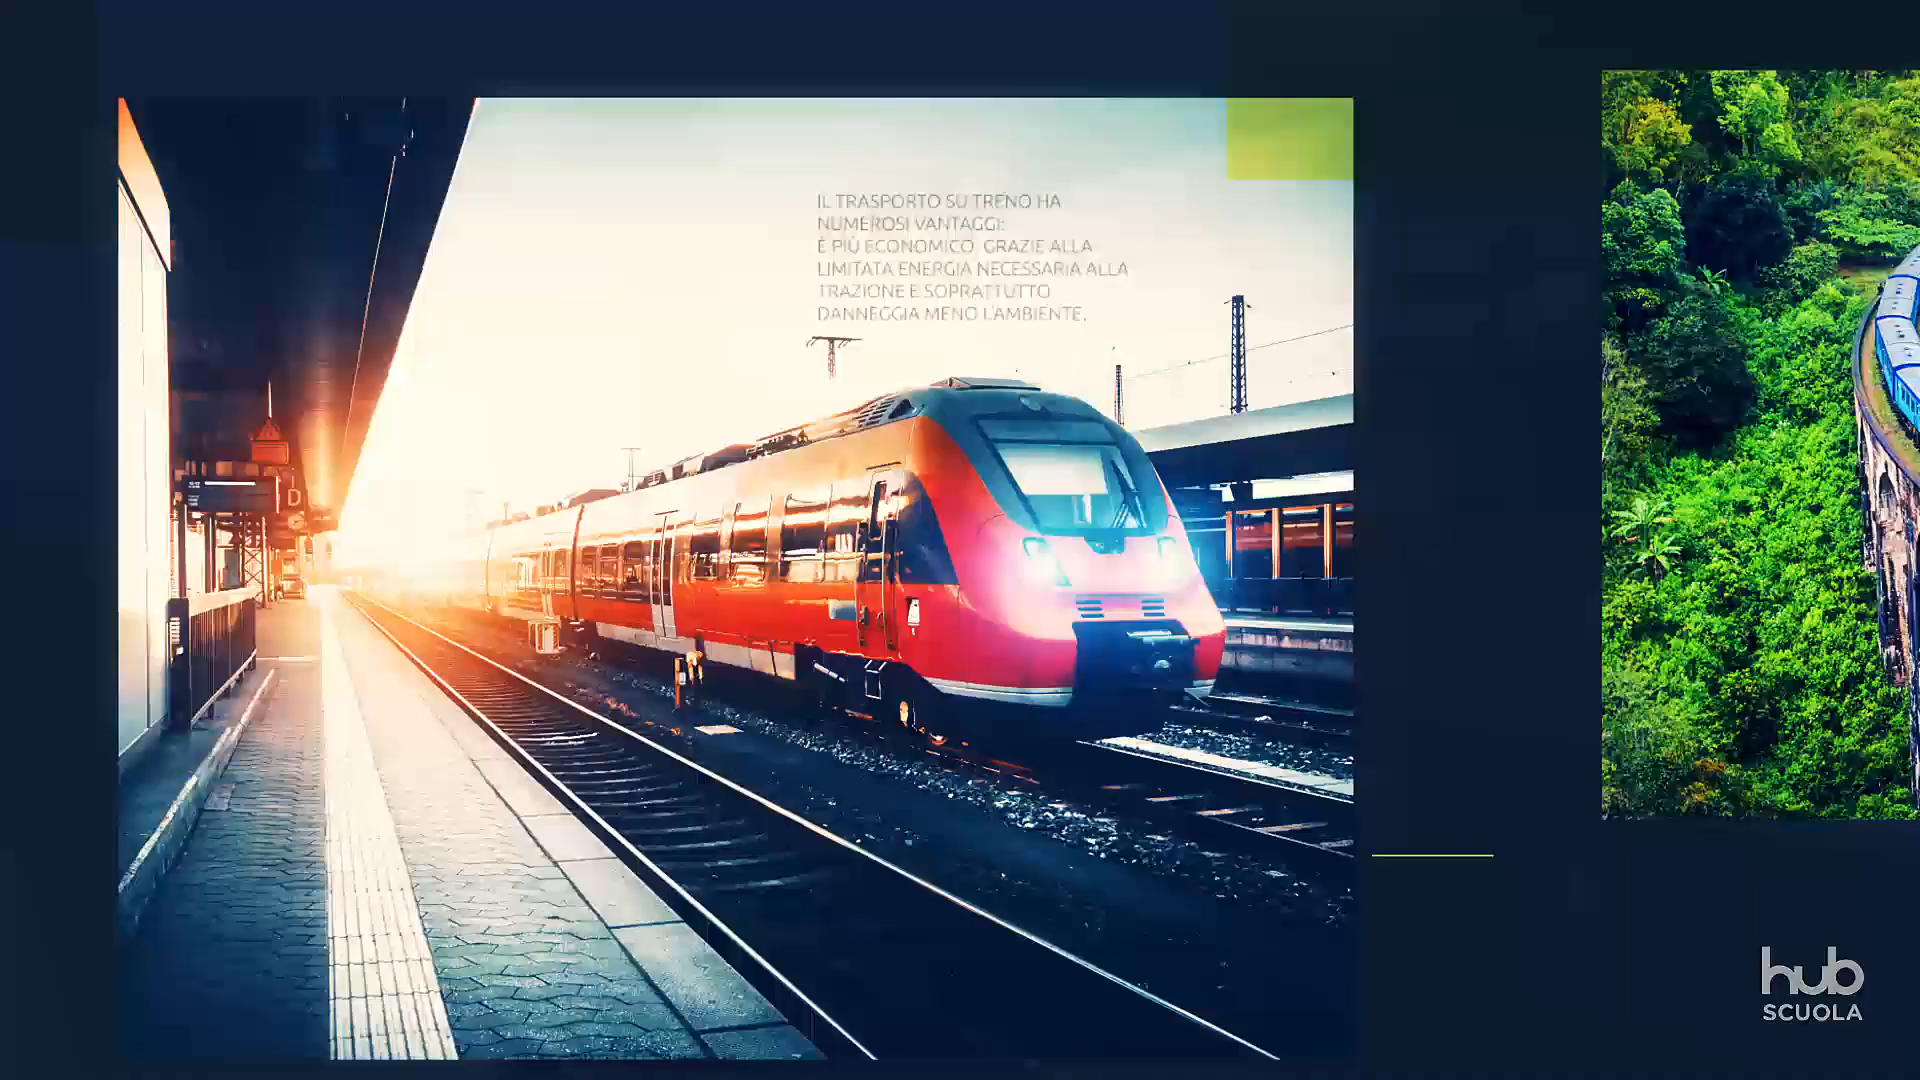 IL TRASPORTO SU TRENO HA
NUMEROSI VANTAGGI:
È PIÙ ECONOMICO, GRAZIE ALLA
LIMITATA ENERGIA NECESSARIA ALLA
TRAZIONE E SOPRATTUTTO
DANNEGGIA MENO L'AMBIENTE.
D
hub
SCUOLA